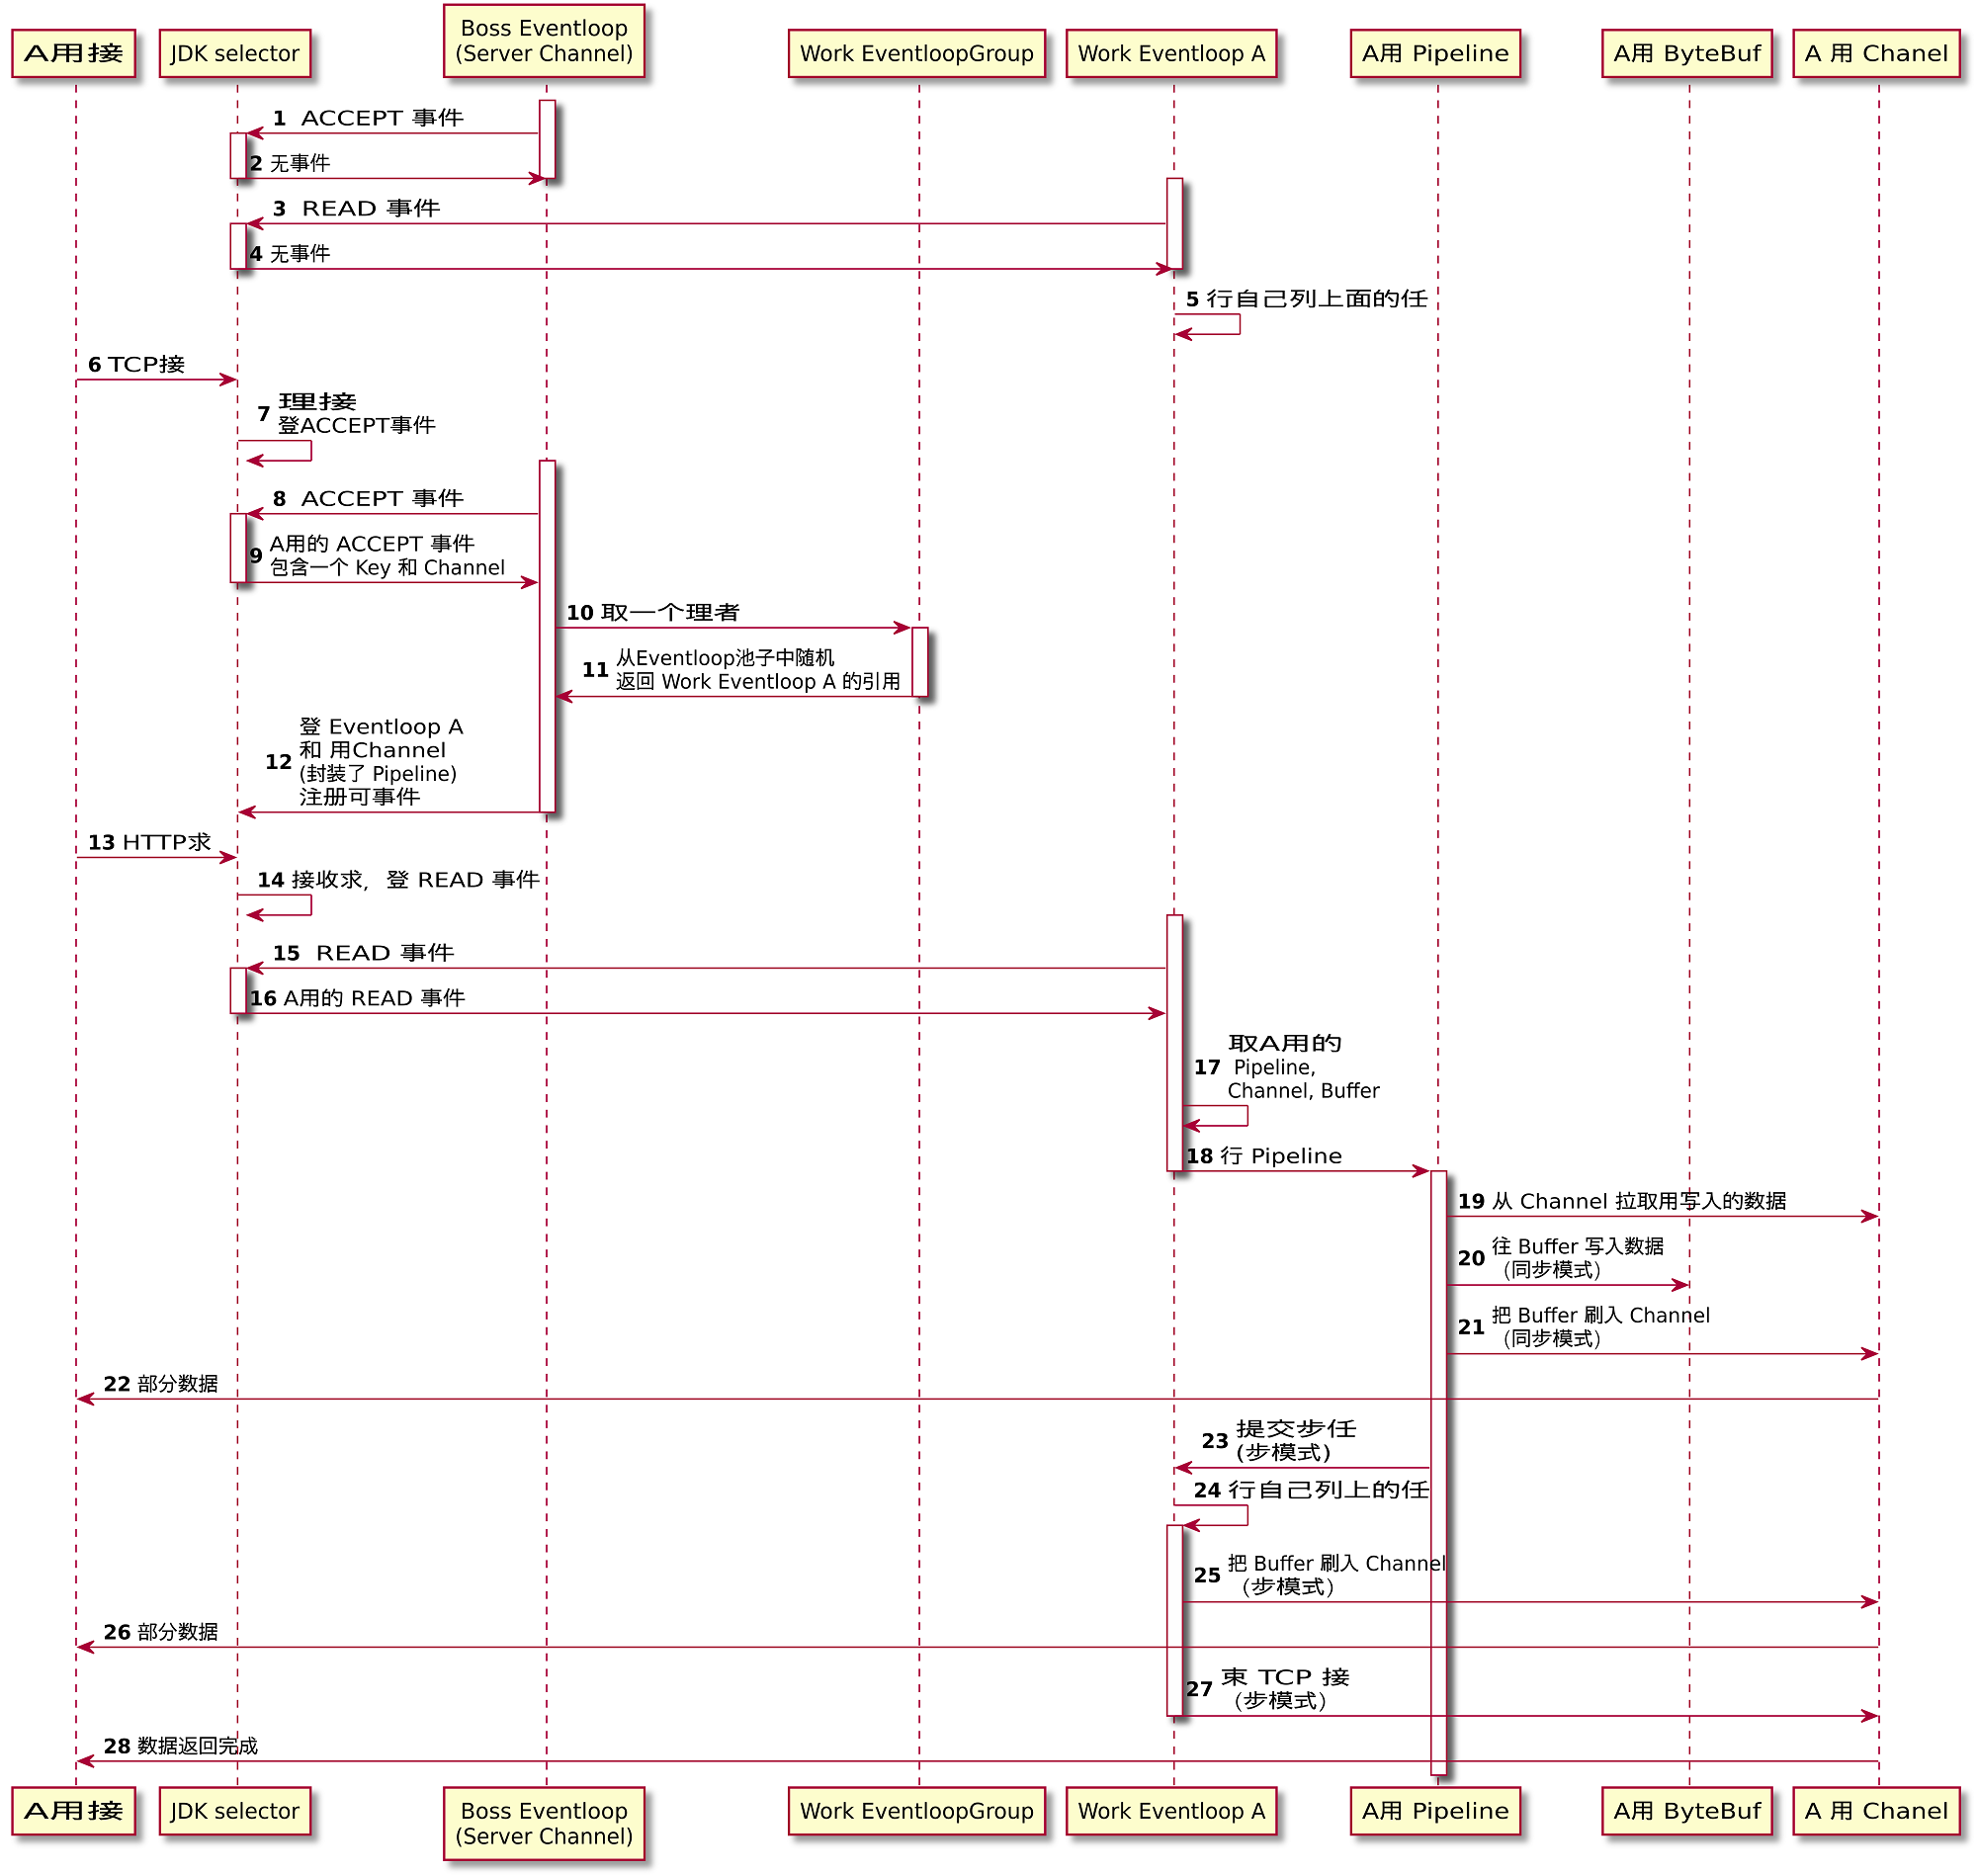 A用接
JDK selector
Boss Eventloop
(Server Channel)
Work EventloopGroup
Work Eventloop A
A用 Pipeline
A用 ByteBuf
A 用 Chanel
1 ACCEPT 事件
2 无事件
3 READ 事件
4 无事件
5 行自己列上面的任
6 TCP接
7 理接
登ACCEPT事件
8 ACCEPT 事件
9 A用的 ACCEPT 事件
包含一个 Key 和 Channel
10 取一个理者
11 从Eventloop池子中随机
返回 Work Eventloop A 的引用
12 登 Eventloop A
和 用Channel
(封装了 Pipeline)
注册可事件
13 HTTP求
14 接收求，登 READ 事件
15 READ 事件
16 A用的 READ 事件
17 取A用的
Pipeline,
Channel, Buffer
18 行 Pipeline
19 从 Channel 拉取用写入的数据
20 往 Buffer 写入数据
（同步模式）
21 把 Buffer 刷入 Channel
（同步模式）
22 部分数据
23 提交步任
(步模式)
24 行自己列上的任
25 把 Buffer 刷入 Channel
（步模式）
26 部分数据
27 束 TCP 接
（步模式）
28 数据返回完成
A用接
JDK selector
Boss Eventloop
(Server Channel)
Work EventloopGroup
Work Eventloop A
A用 Pipeline
A用 ByteBuf
A 用 Chanel